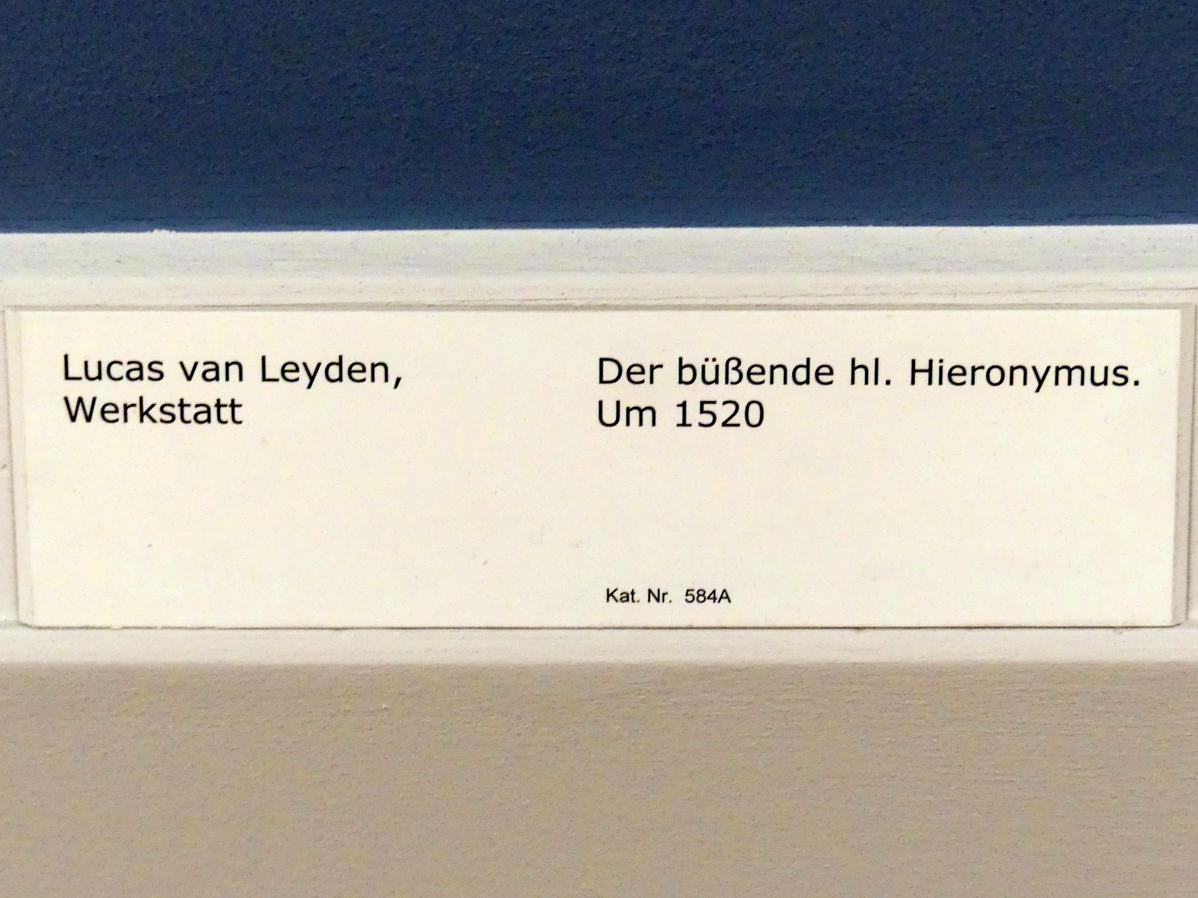 Lucas van Leyden,
Werkstatt
Der büßende hl. Hieronymus.
Um 1520
Kat. Nr. 584A